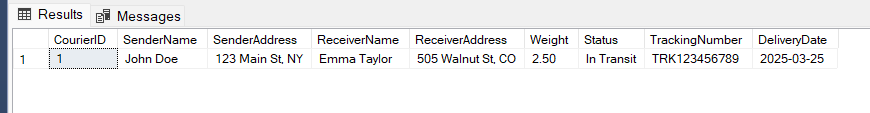 Results Messages
CourierID SenderName SenderAddress ReceiverName ReceiverAddress Weight Status TrackingNumber DeliveryDate
1 1 John Doe 123 Main St, NY Emma Taylor 505 Walnut St, CO 2.50 In Transit TRK123456789 2025-03-25